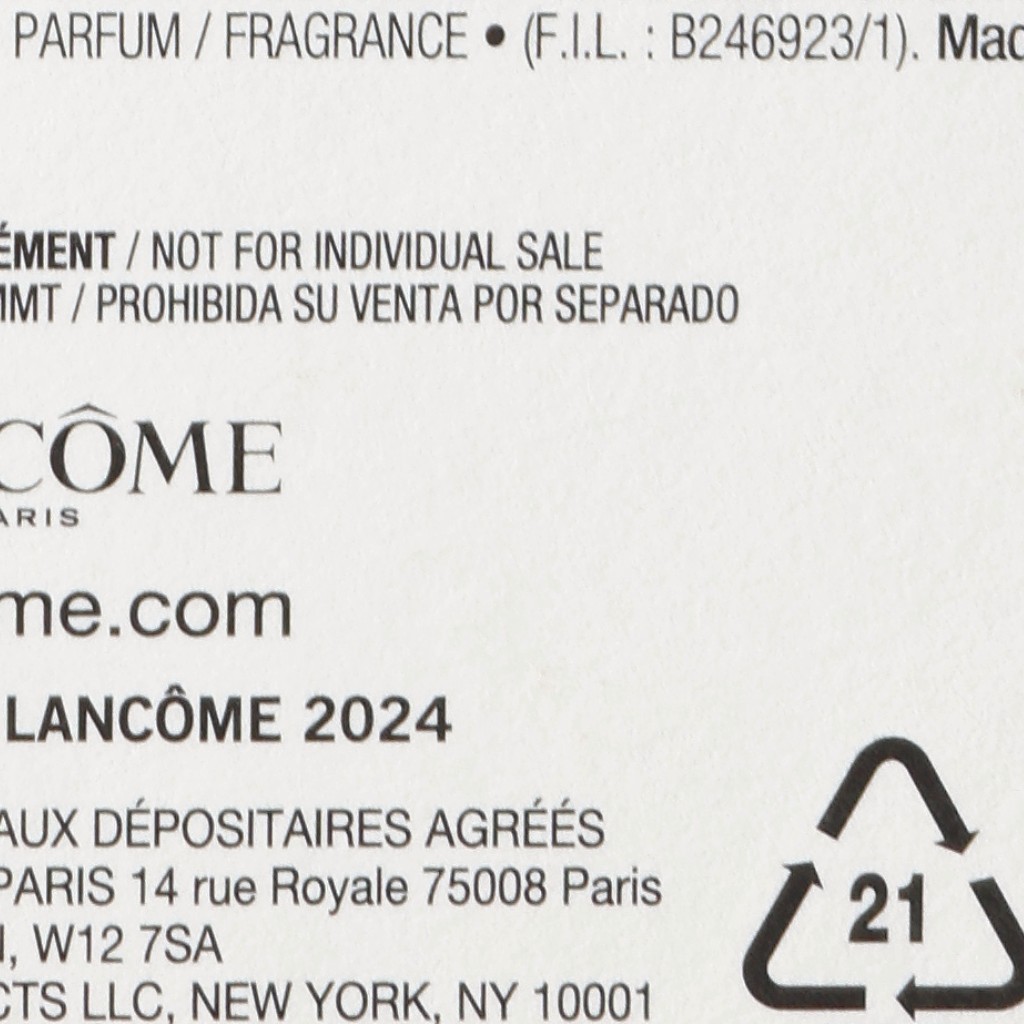 PARFUM / FRAGRANCE • (F.I.L. : B246923/1). Mad
ÉMENT / NOT FOR INDIVIDUAL SALE
MMT / PROHIBIDA SU VENTA POR SEPARADO
CÔME
ARIS
me.com
LANCÔME 2024
AUX DÉPOSITAIRES AGRÉÉS
PARIS 14 rue Royale 75008 Paris
, W12 7SA
CTS LLC, NEW YORK, NY 10001
21